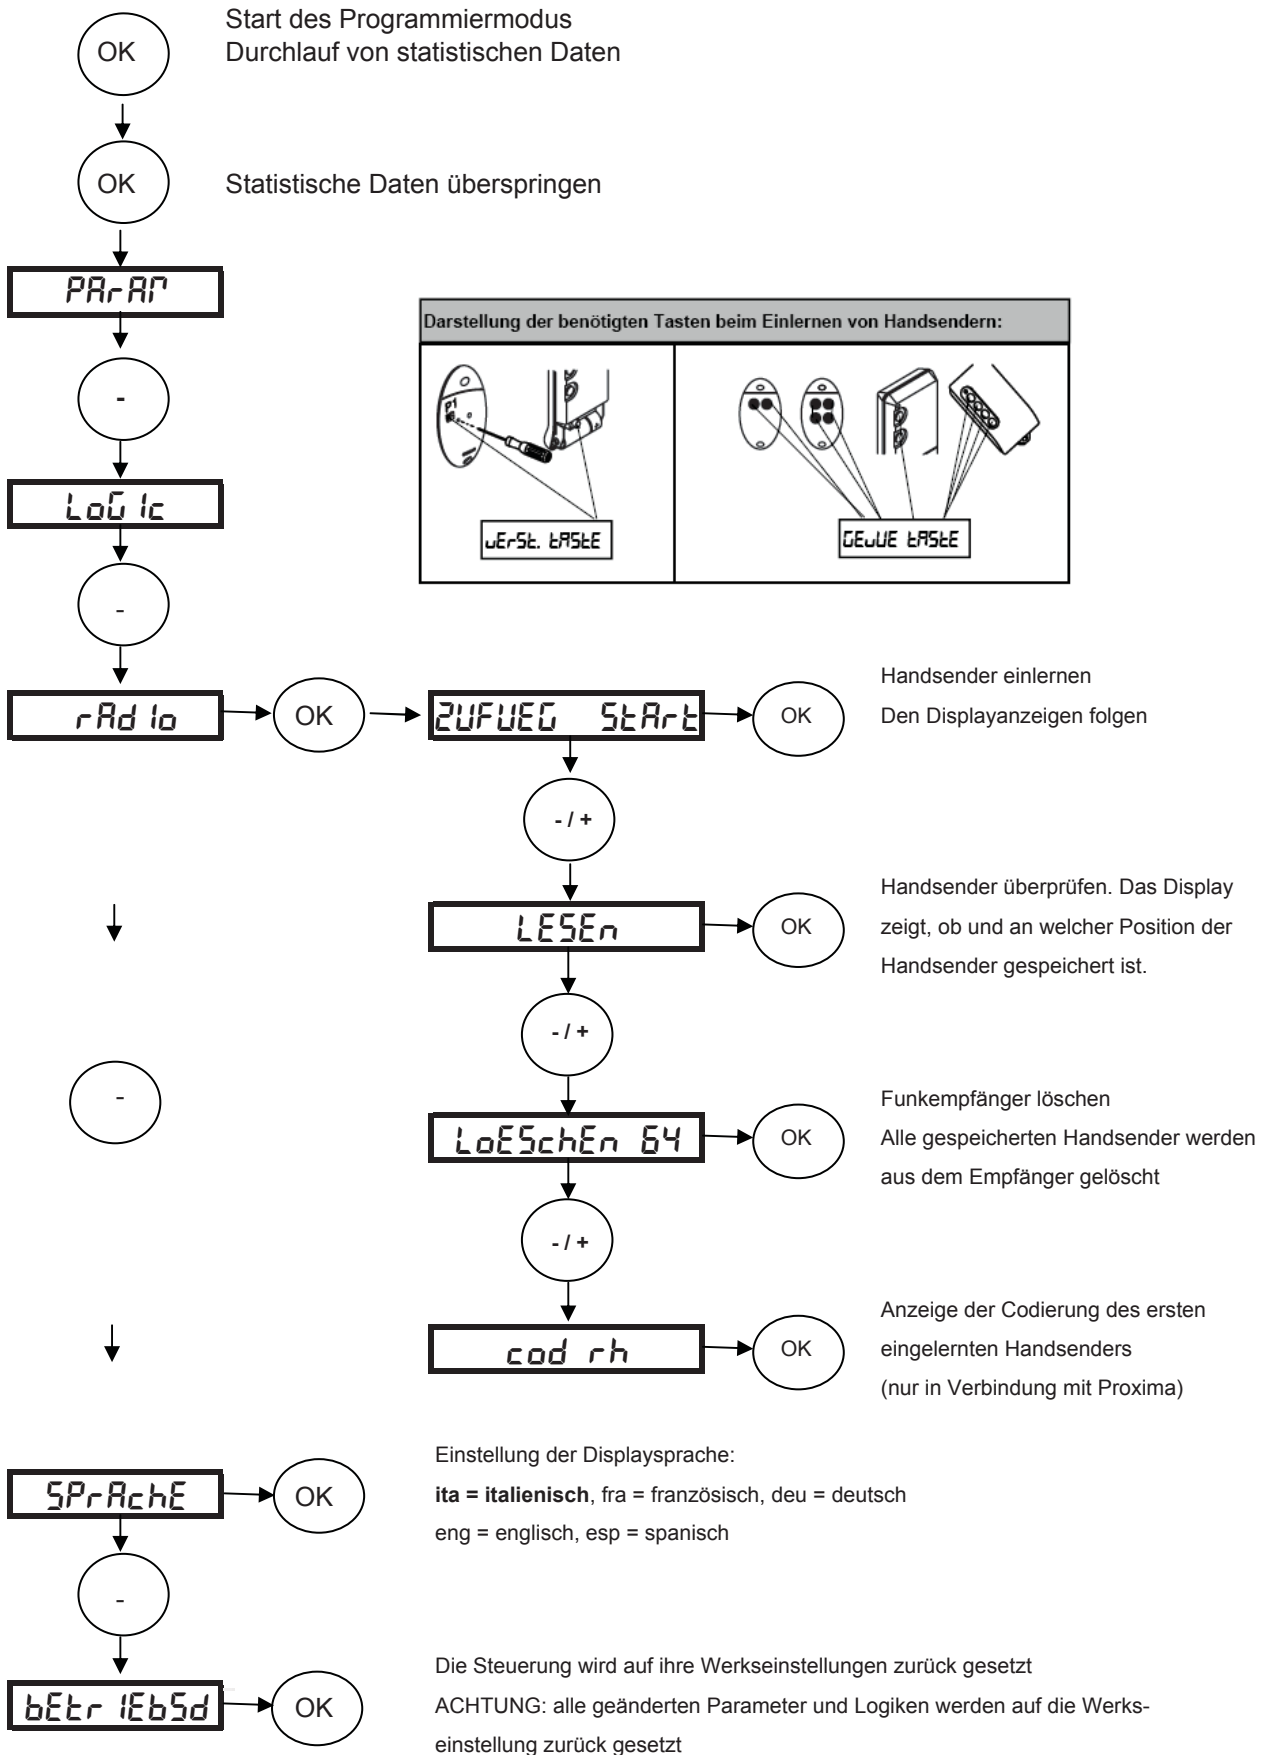 OK
Start des Programmiermodus
Durchlauf von statistischen Daten
OK
Statistische Daten überspringen
PArAM
-
LoGIc
-
Darstellung der benötigten Tasten beim Einlernen von Handsendern:
P1
vErSt. tAStE
GEvUE tAStE
rAdIo
OK
ZUFUEG StArt
OK
Handsender einlernen
Den Displayanzeigen folgen
- / +
LESEn
OK
Handsender überprüfen. Das Display
zeigt, ob und an welcher Position der
Handsender gespeichert ist.
- / +
-
LoESchEn 64
OK
Funkempfänger löschen
Alle gespeicherten Handsender werden
aus dem Empfänger gelöscht
- / +
cod rh
OK
Anzeige der Codierung des ersten
eingelernten Handsenders
(nur in Verbindung mit Proxima)
SPrAchE
OK
Einstellung der Displaysprache:
ita = italienisch, fra = französisch, deu = deutsch
eng = englisch, esp = spanisch
-
bEtrIEbSd
OK
Die Steuerung wird auf ihre Werkseinstellungen zurück gesetzt
ACHTUNG: alle geänderten Parameter und Logiken werden auf die Werks-
einstellung zurück gesetzt